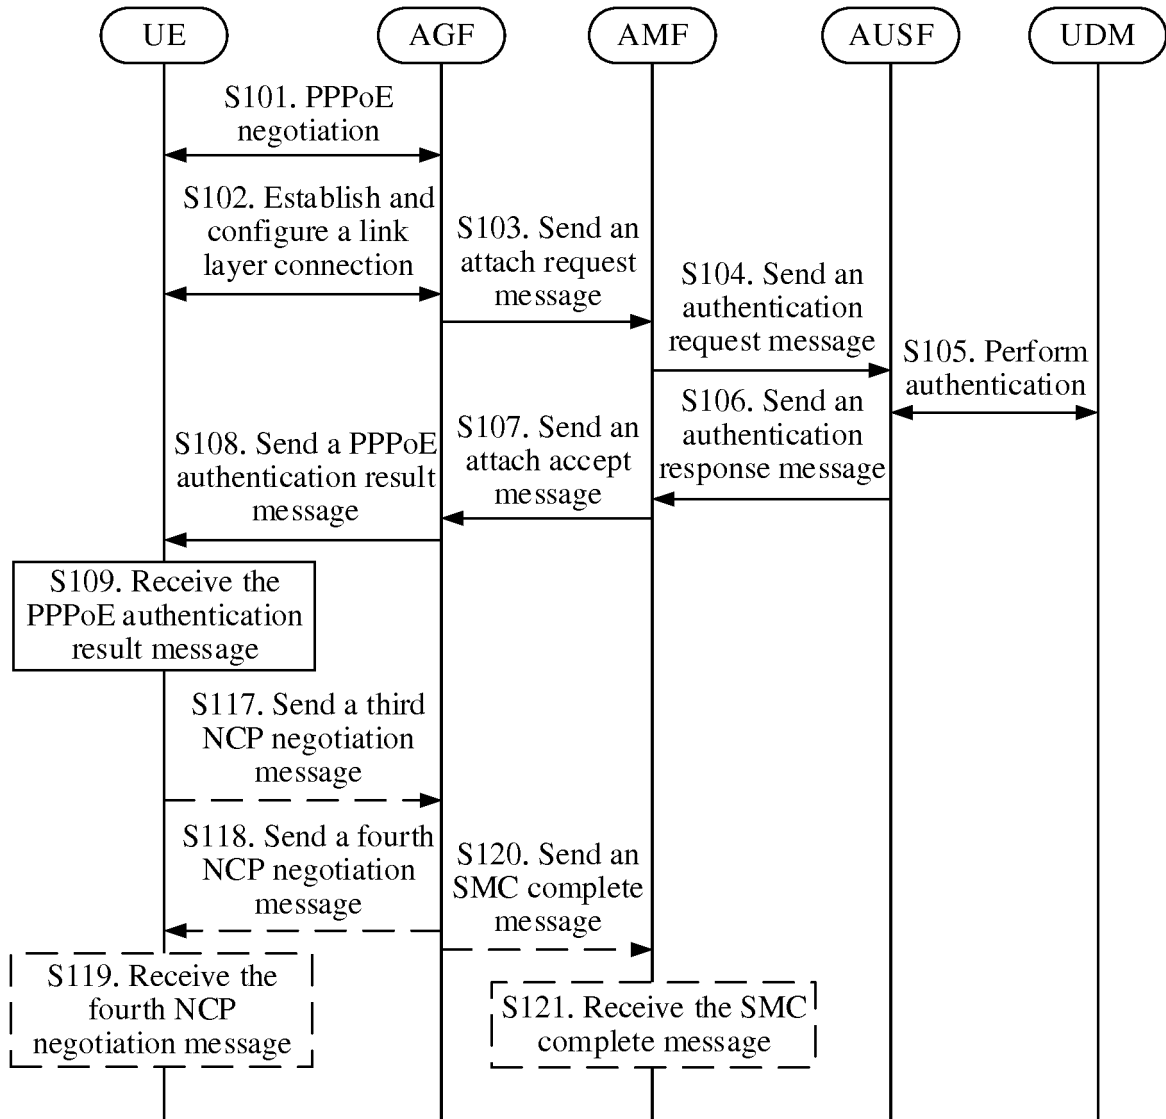 UE
AGF
AMF
AUSF
UDM
S101. PPPoE
negotiation
S102. Establish and
configure a link
layer connection
S103. Send an
attach request
message
S104. Send an
authentication
request message
S105. Perform
authentication
S106. Send an
authentication
response message
S107. Send an
attach accept
message
S108. Send a PPPoE
authentication result
message
S109. Receive the
PPPoE authentication
result message
S117. Send a third
NCP negotiation
message
S118. Send a fourth
NCP negotiation
message
S120. Send an
SMC complete
message
S119. Receive the
fourth NCP
negotiation message
S121. Receive the SMC
complete message